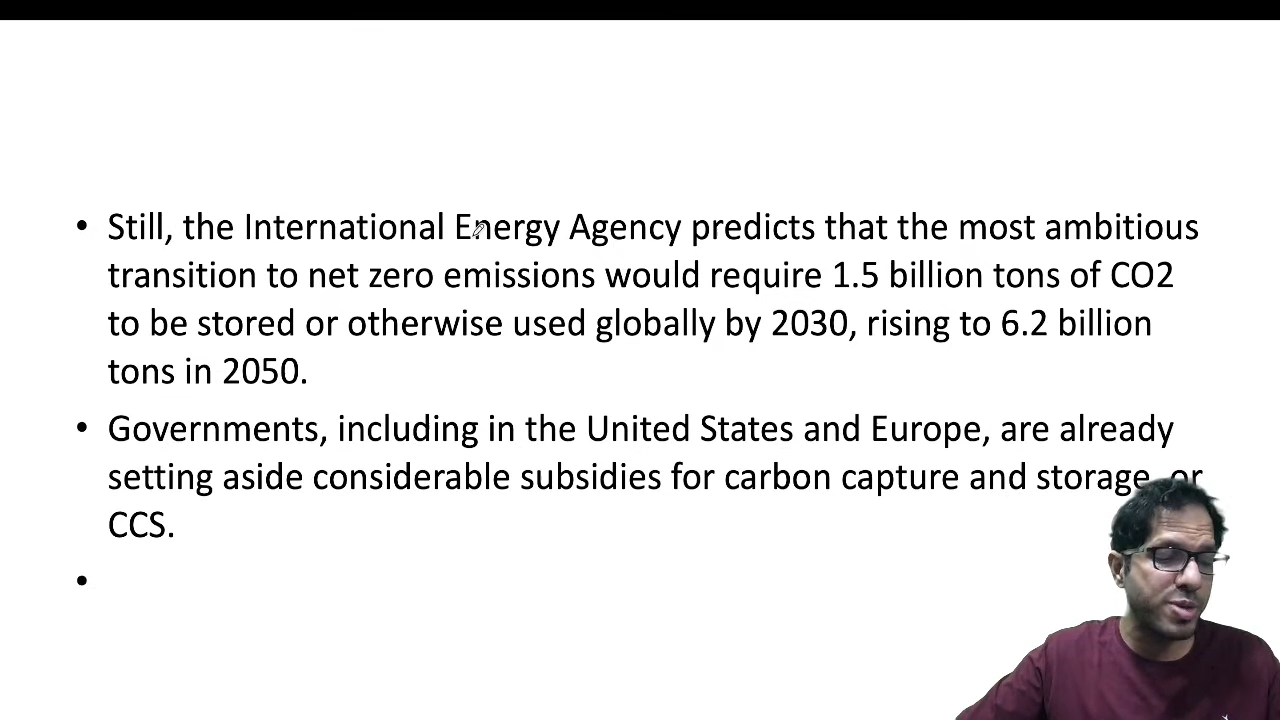 • Still, the International Energy Agency predicts that the most ambitious
transition to net zero emissions would require 1.5 billion tons of CO2
to be stored or otherwise used globally by 2030, rising to 6.2 billion
tons in 2050.
• Governments, including in the United States and Europe, are already
setting aside considerable subsidies for carbon capture and storage, or
CCS.
•